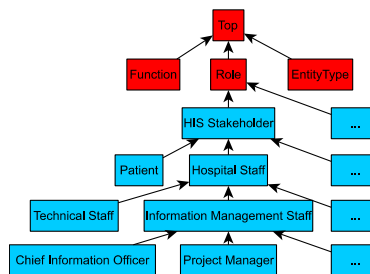 Top
Function
Role
EntityType
HIS Stakeholder
...
Patient
Hospital Staff
...
Technical Staff
Information Management Staff
...
Chief Information Officer
Project Manager
...